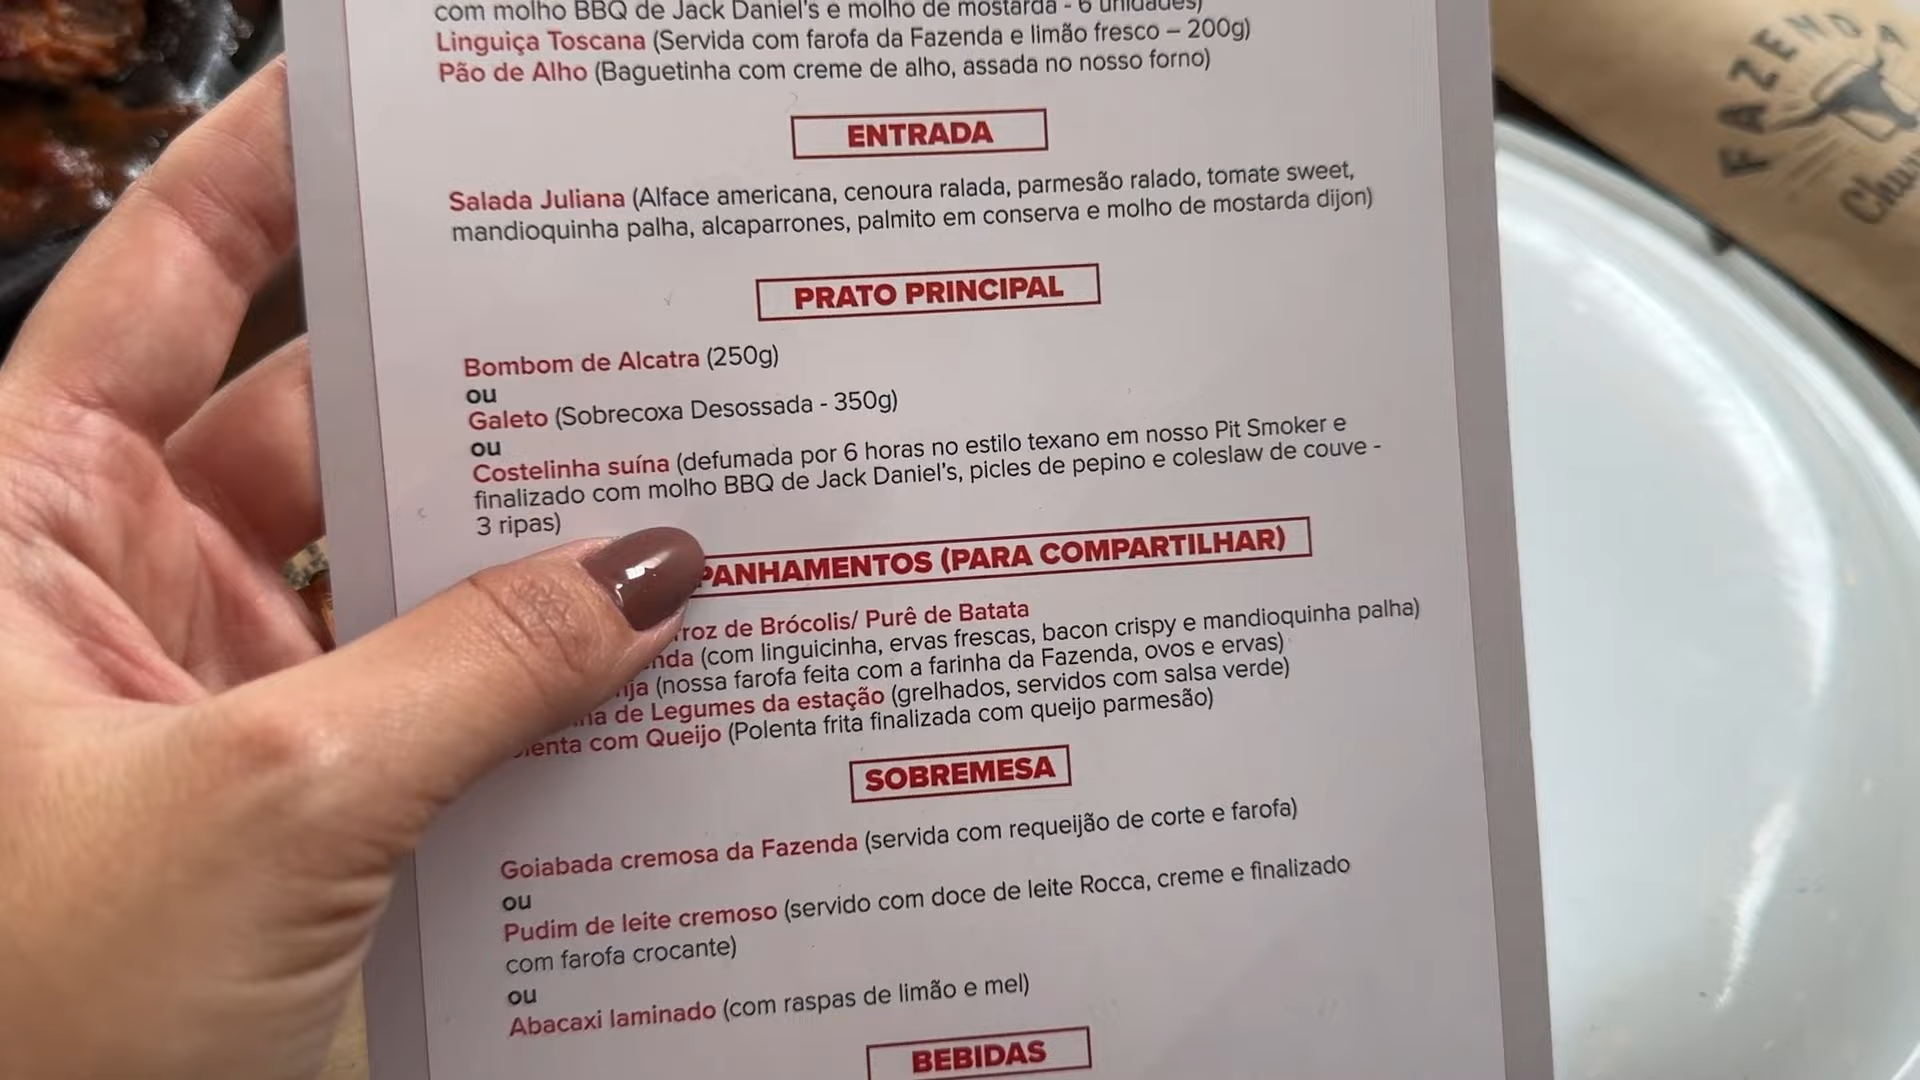 com molho BBQ de Jack Daniel's e molho de mostarda - 6 unidades)
Linguiça Toscana (Servida com farofa da Fazenda e limão fresco – 200g)
Pão de Alho (Baguetinha com creme de alho, assada no nosso forno)
ENTRADA
Salada Juliana (Alface americana, cenoura ralada, parmesão ralado, tomate sweet,
mandioquinha palha, alcaparrones, palmito em conserva e molho de mostarda dijon)
PRATO PRINCIPAL
Bombom de Alcatra (250g)
ou
Galeto (Sobrecoxa Desossada - 350g)
ou
Costelinha suína (defumada por 6 horas no estilo texano em nosso Pit Smoker e
finalizado com molho BBQ de Jack Daniel's, picles de pepino e coleslaw de couve -
3 ripas)
PANHAMENTOS (PARA COMPARTILHAR)
rroz de Brócolis/ Purê de Batata
nda (com linguicinha, ervas frescas, bacon crispy e mandioquinha palha)
nja (nossa farofa feita com a farinha da Fazenda, ovos e ervas)
ha de Legumes da estação (grelhados, servidos com salsa verde)
lenta com Queijo (Polenta frita finalizada com queijo parmesão)
SOBREMESA
Goiabada cremosa da Fazenda (servida com requeijão de corte e farofa)
ou
Pudim de leite cremoso (servido com doce de leite Rocca, creme e finalizado
com farofa crocante)
ou
Abacaxi laminado (com raspas de limão e mel)
BEBIDAS
FAZENDA